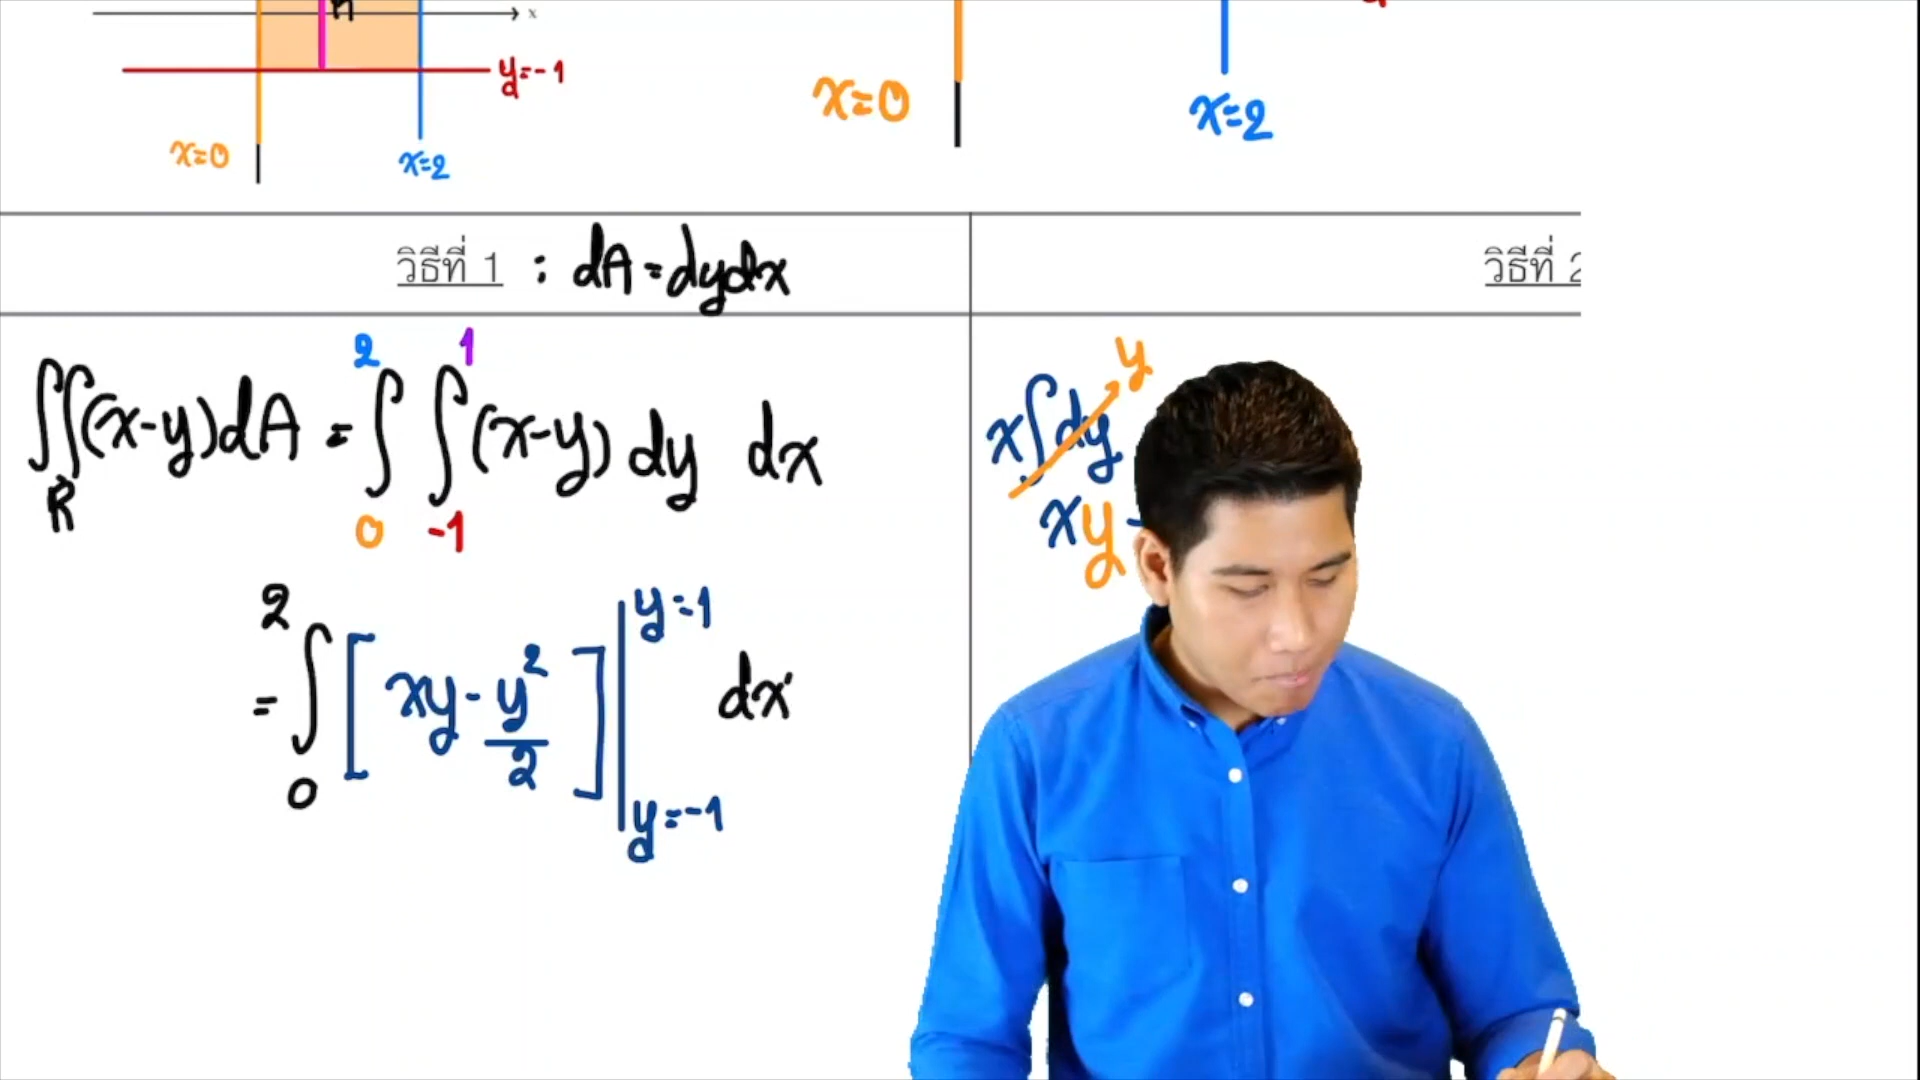 x
y=-1
x=0
x=2
x=0
x=2
วิธีที่ 1 : dA=dydx
วิธีที่ 2
∬(x-y)dA = ∫ ∫ (x-y) dy dx
R
2 1
0 -1
x∫dy y
xy -
= ∫ [ xy - y²/2 ] | dx
2
0
y=1
y=-1